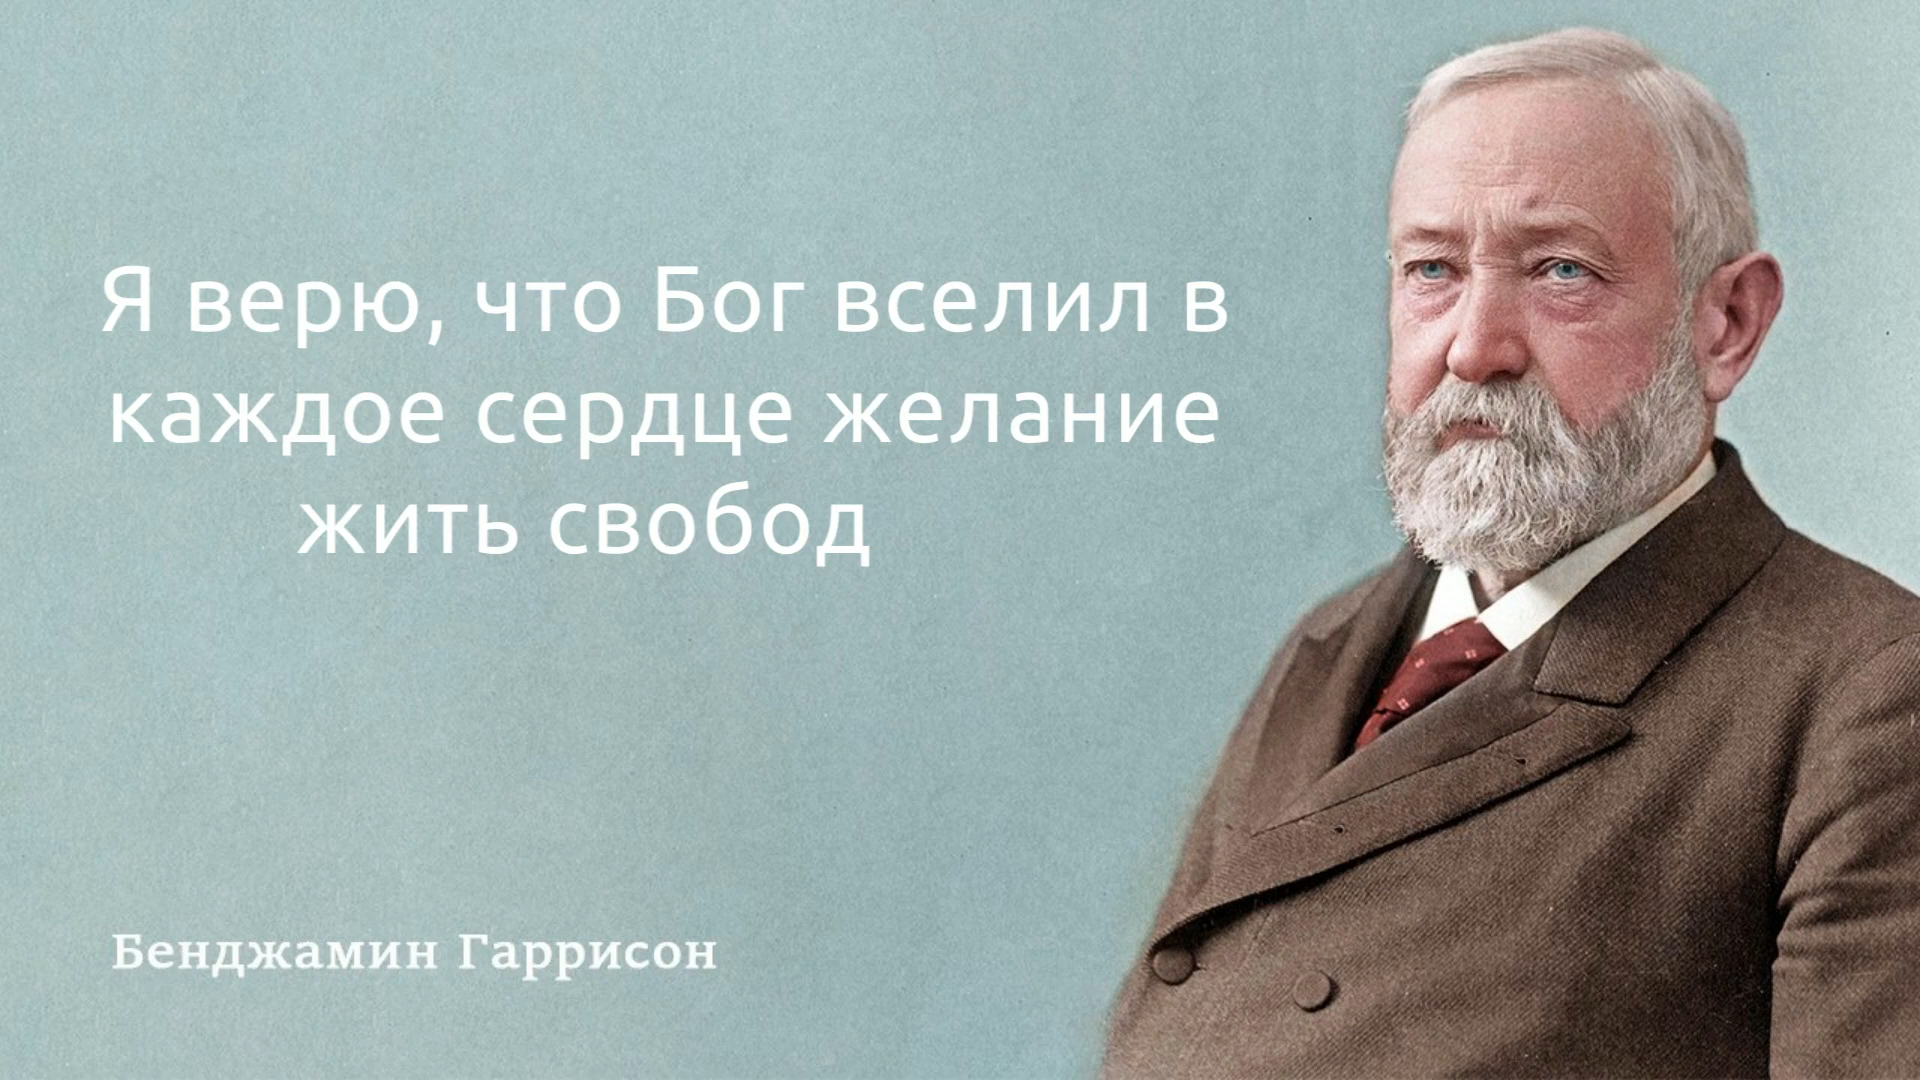 Я верю, что Бог вселил в
каждое сердце желание
жить свобод
Бенджамин Гаррисон